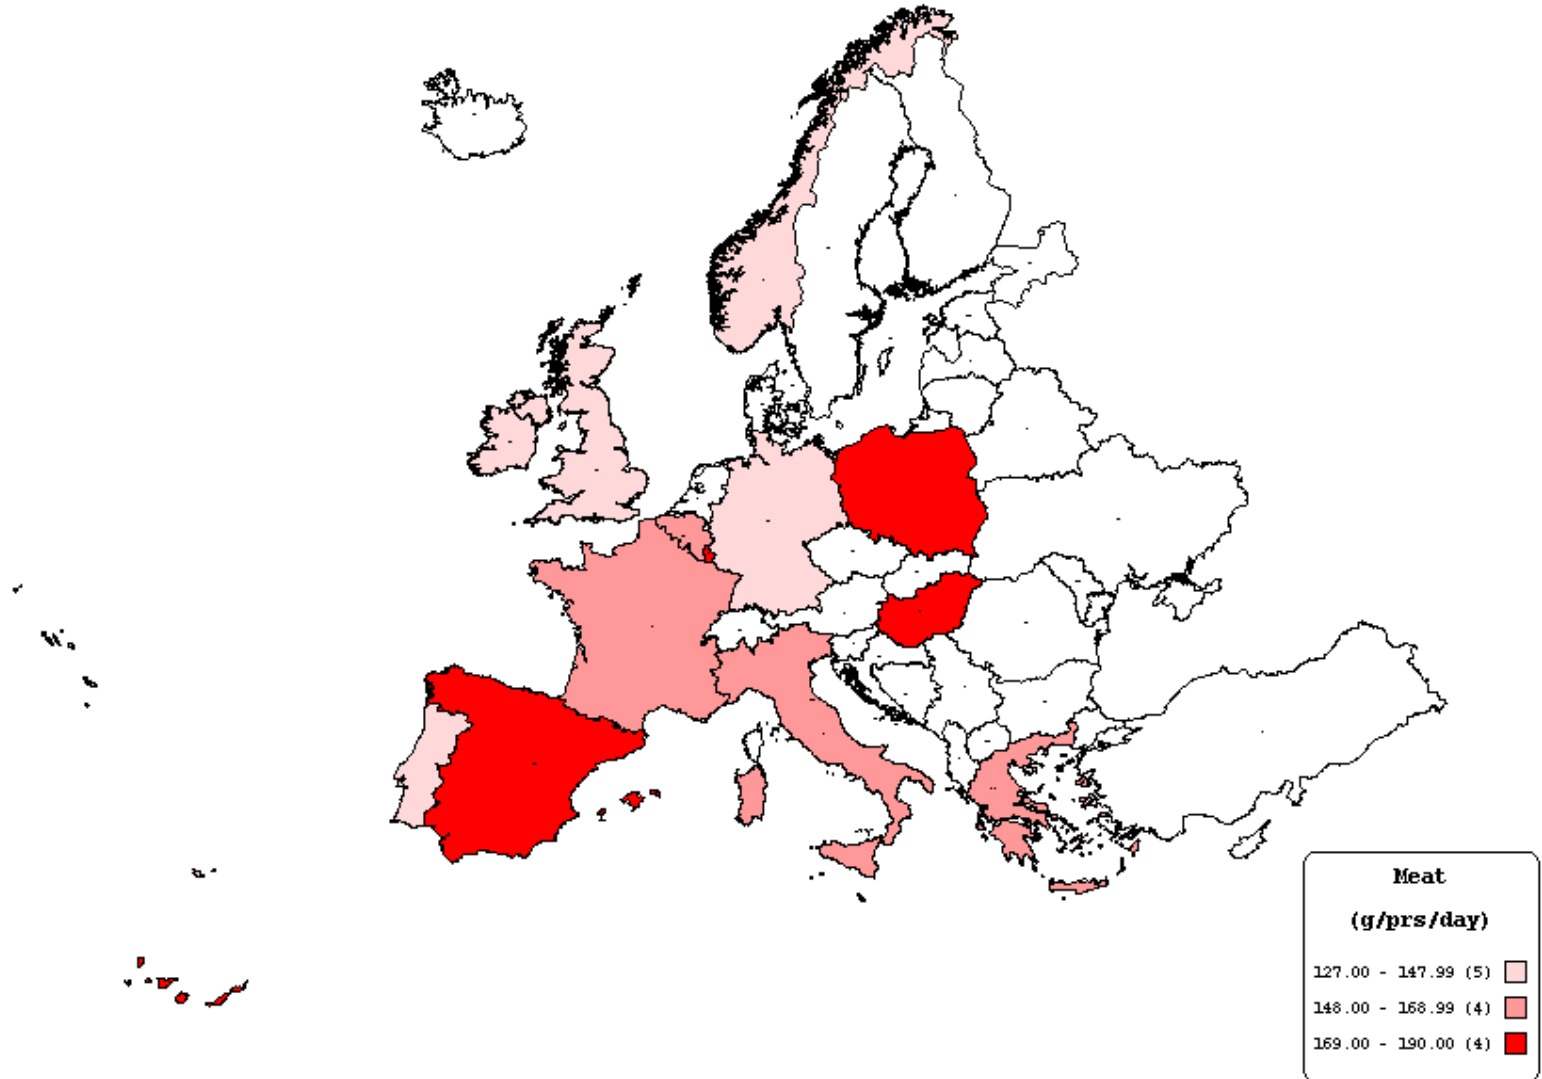 Meat
(g/prs/day)
127.00 - 147.99 (5)
148.00 - 168.99 (4)
169.00 - 190.00 (4)